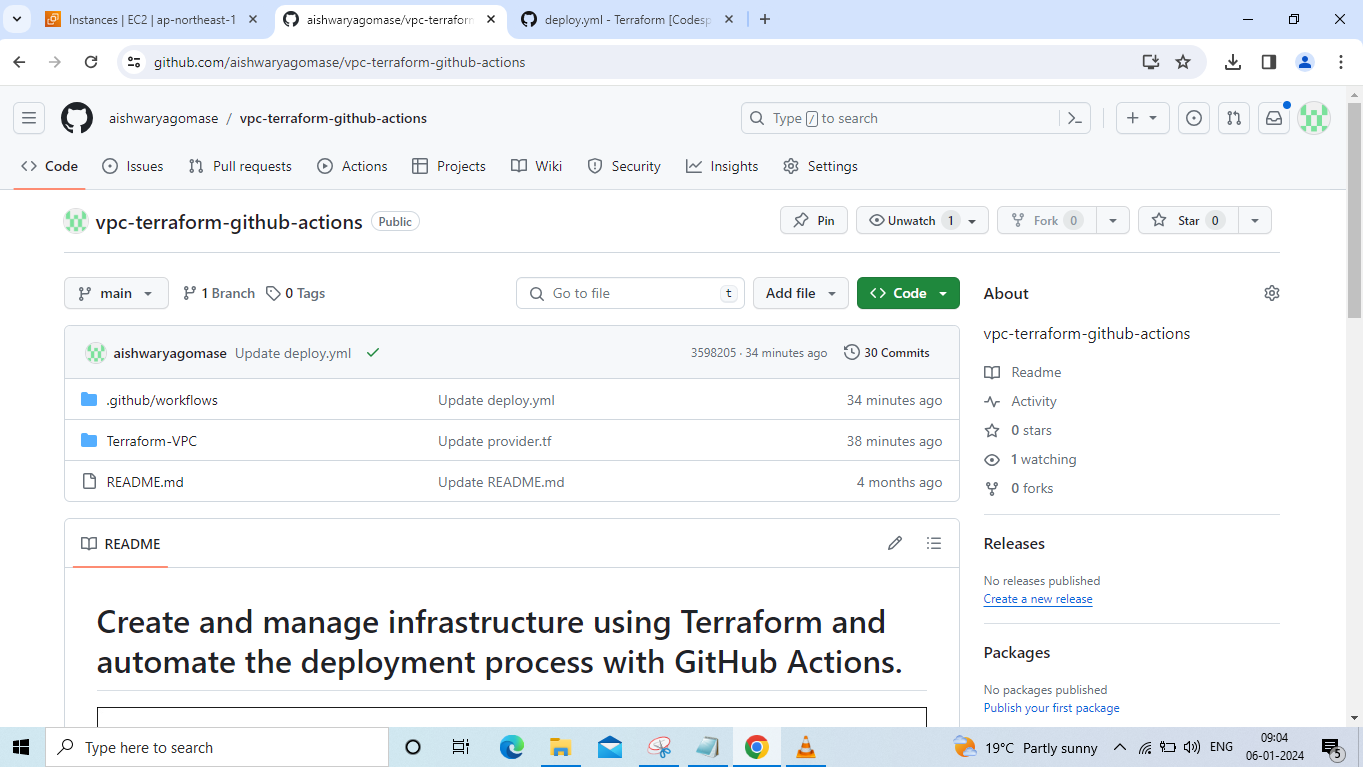 Instances | EC2 | ap-northeast-1
aishwaryagomase/vpc-terraform
deploy.yml - Terraform [Codesp
github.com/aishwaryagomase/vpc-terraform-github-actions
aishwaryagomase / vpc-terraform-github-actions
Type / to search
Code Issues Pull requests Actions Projects Wiki Security Insights Settings
vpc-terraform-github-actions Public
Pin Unwatch 1 Fork 0 Star 0
main 1 Branch 0 Tags Go to file t Add file Code
aishwaryagomase Update deploy.yml 3598205 · 34 minutes ago 30 Commits
.github/workflows Update deploy.yml 34 minutes ago
Terraform-VPC Update provider.tf 38 minutes ago
README.md Update README.md 4 months ago
README
Create and manage infrastructure using Terraform and
automate the deployment process with GitHub Actions.
About
vpc-terraform-github-actions
Readme
Activity
0 stars
1 watching
0 forks
Releases
No releases published
Create a new release
Packages
No packages published
Publish your first package
Type here to search
19°C Partly sunny
ENG
09:04
06-01-2024
5